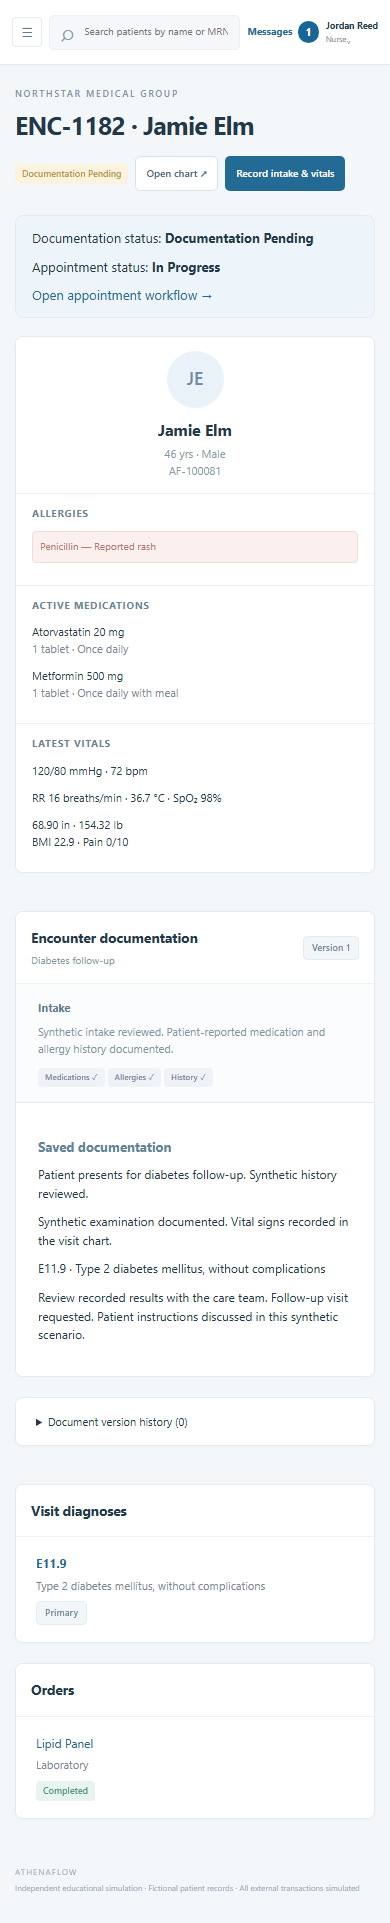 ☰
Search patients by name or MRN
Messages 1
Jordan Reed
Nurse
NORTHSTAR MEDICAL GROUP
ENC-1182 · Jamie Elm
Documentation Pending
Open chart ↗
Record intake & vitals
Documentation status: Documentation Pending
Appointment status: In Progress
Open appointment workflow →
JE
Jamie Elm
46 yrs · Male
AF-100081
ALLERGIES
Penicillin — Reported rash
ACTIVE MEDICATIONS
Atorvastatin 20 mg
1 tablet · Once daily
Metformin 500 mg
1 tablet · Once daily with meal
LATEST VITALS
120/80 mmHg · 72 bpm
RR 16 breaths/min · 36.7 °C · SpO₂ 98%
68.90 in · 154.32 lb
BMI 22.9 · Pain 0/10
Encounter documentation
Diabetes follow-up
Version 1
Intake
Synthetic intake reviewed. Patient-reported medication and
allergy history documented.
Medications ✓ Allergies ✓ History ✓
Saved documentation
Patient presents for diabetes follow-up. Synthetic history
reviewed.
Synthetic examination documented. Vital signs recorded in
the visit chart.
E11.9 · Type 2 diabetes mellitus, without complications
Review recorded results with the care team. Follow-up visit
requested. Patient instructions discussed in this synthetic
scenario.
▶ Document version history (0)
Visit diagnoses
E11.9
Type 2 diabetes mellitus, without complications
Primary
Orders
Lipid Panel
Laboratory
Completed
ATHENAFLOW
Independent educational simulation · Fictional patient records · All external transactions simulated